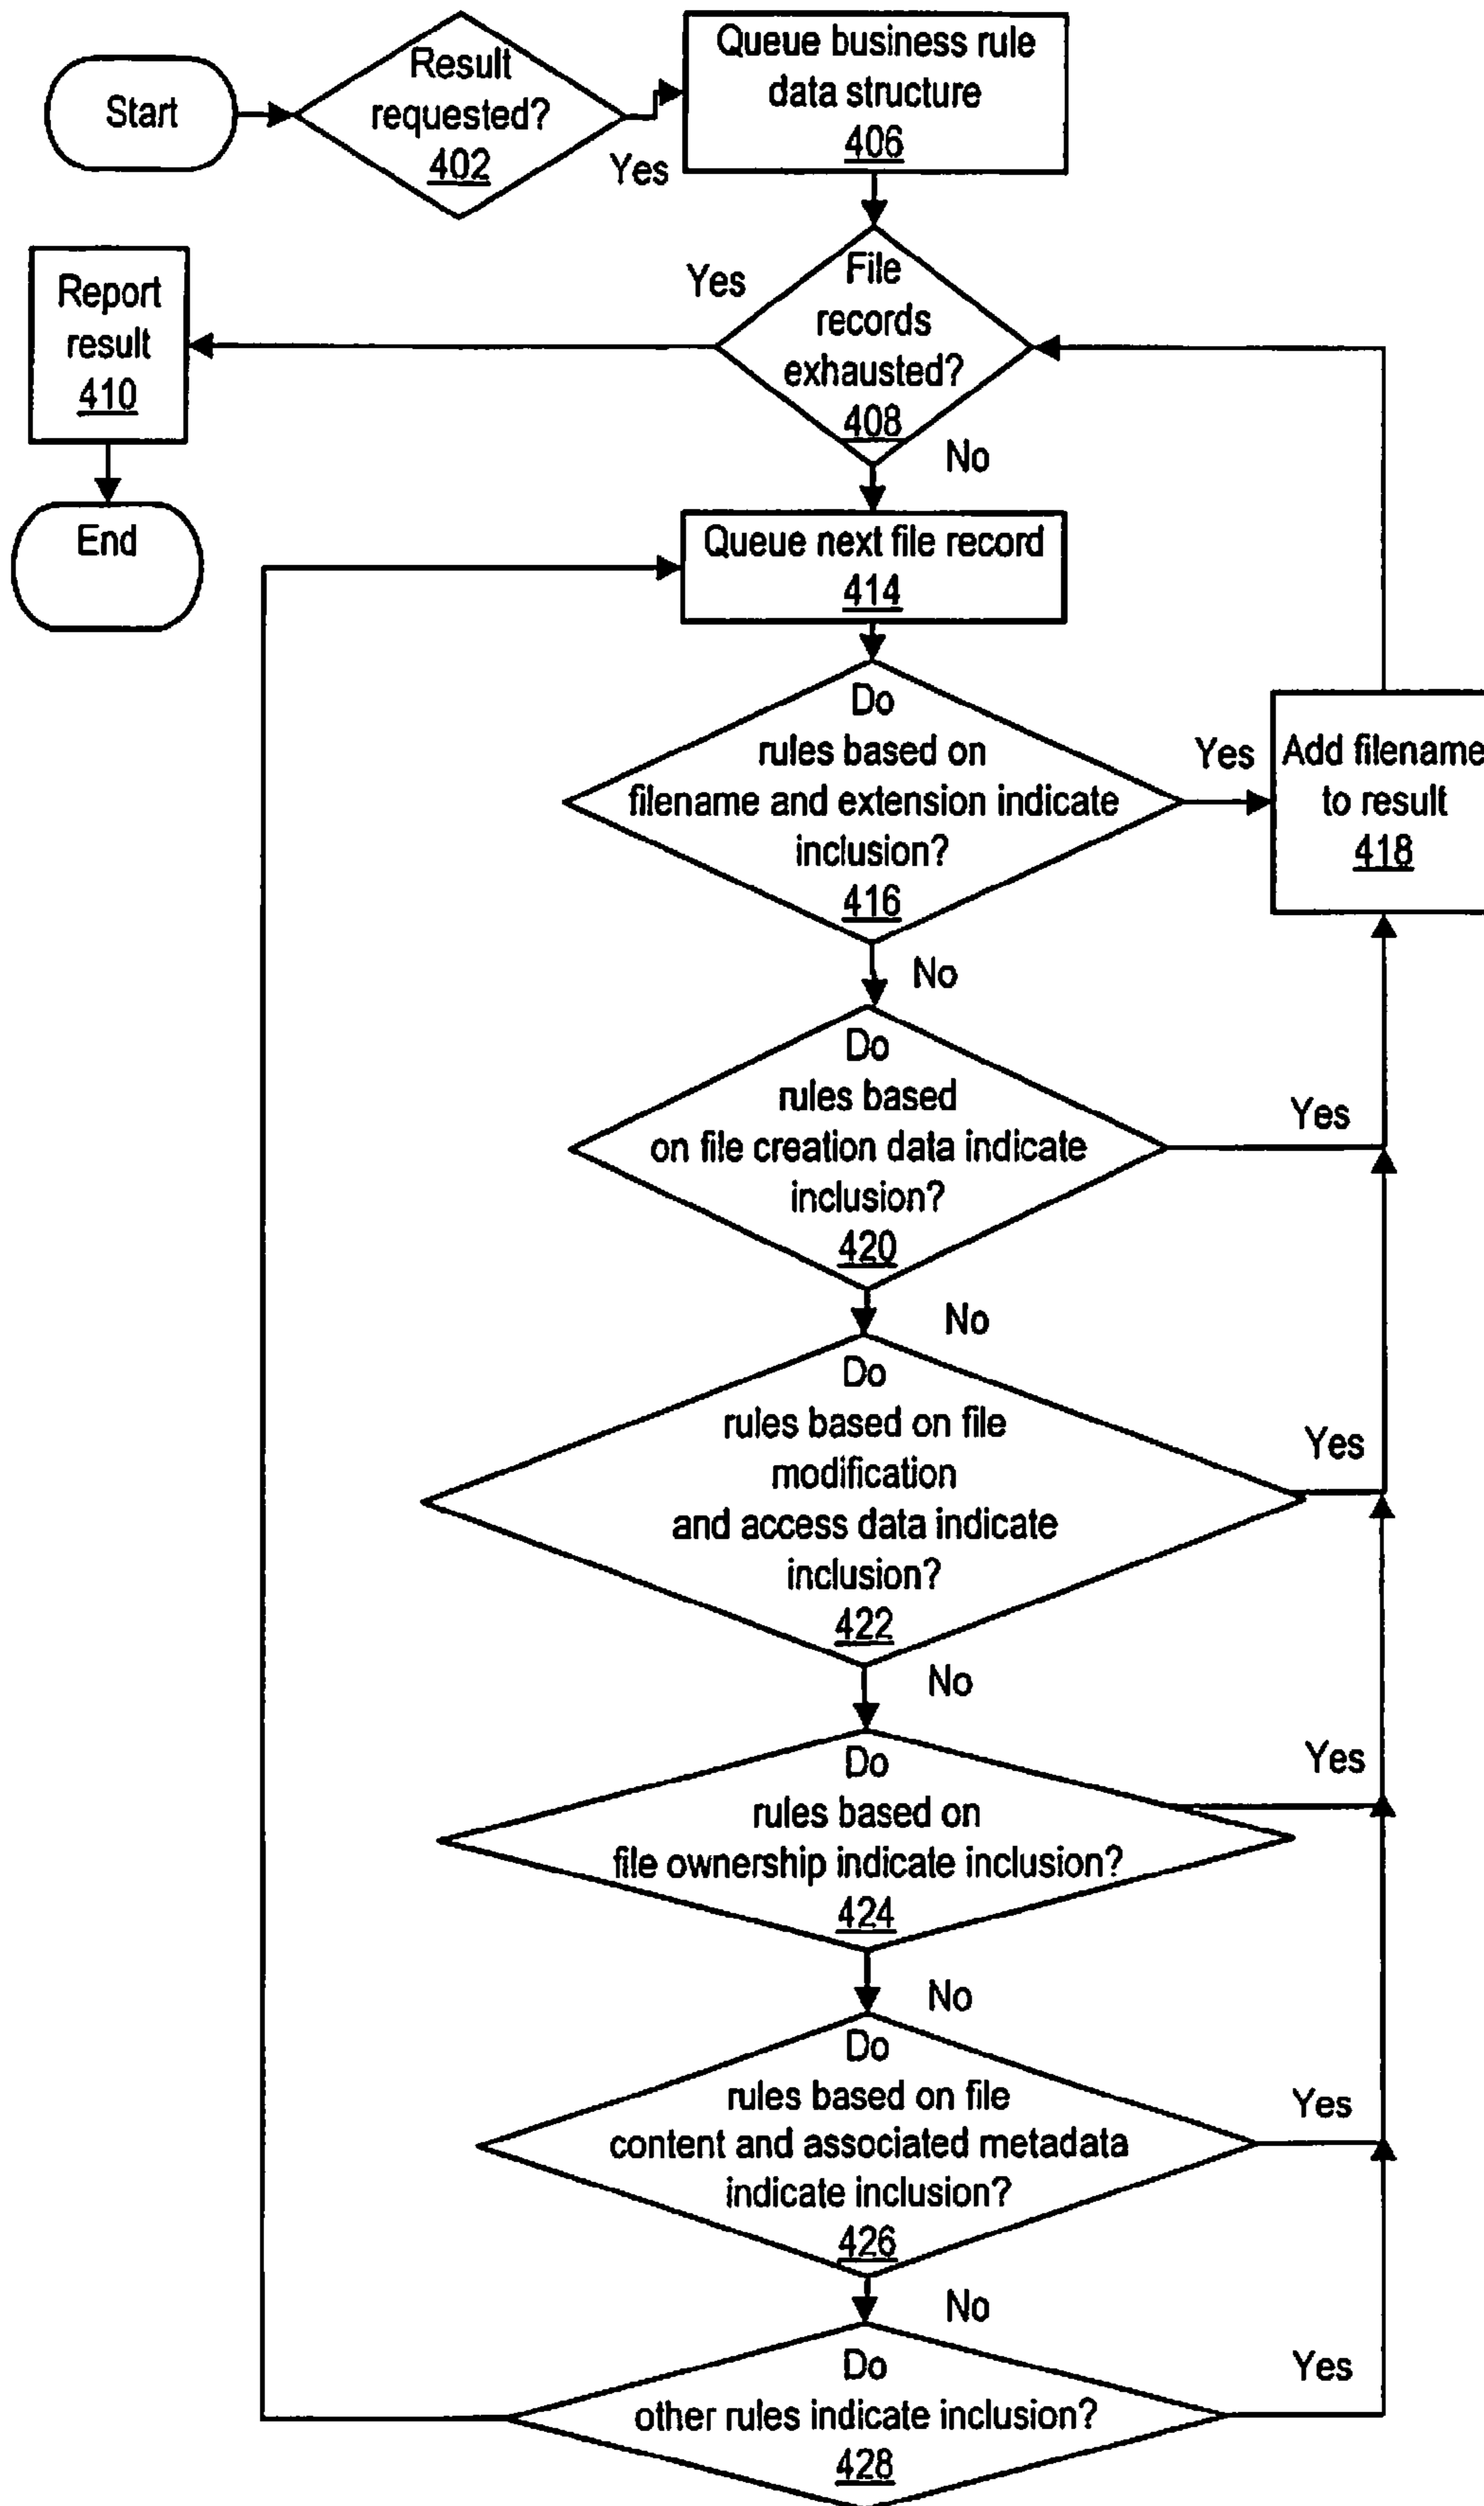 Start
Result
requested?
402
Yes
Queue business rule
data structure
406
Report
result
410
Yes
File
records
exhausted?
408
No
End
Queue next file record
414
Do
rules based on
filename and extension indicate
inclusion?
416
Yes
Add filename
to result
418
No
Do
rules based
on file creation data indicate
inclusion?
420
Yes
No
Do
rules based on file
modification
and access data indicate
inclusion?
422
Yes
No
Do
rules based on
file ownership indicate inclusion?
424
Yes
No
Do
rules based on file
content and associated metadata
indicate inclusion?
426
Yes
No
Do
other rules indicate inclusion?
428
Yes